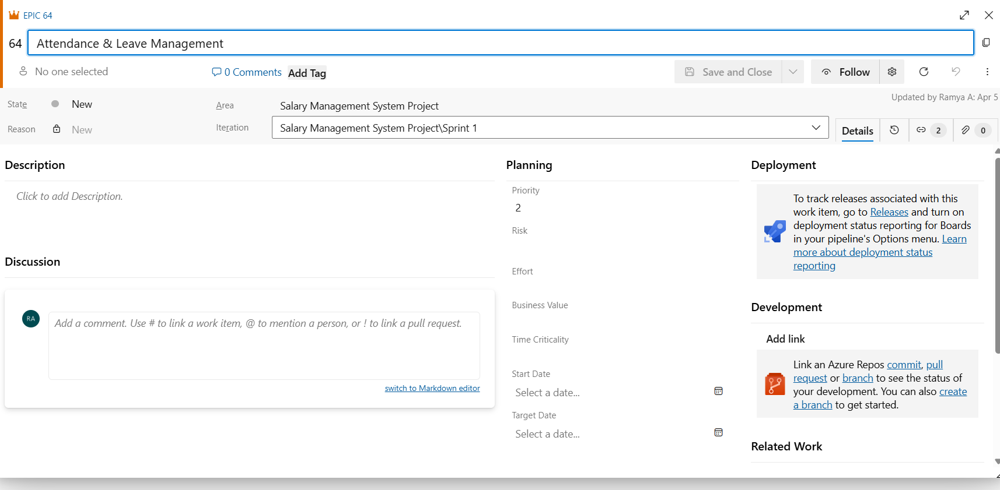 EPIC 64
64 Attendance & Leave Management
No one selected
0 Comments Add Tag
Save and Close
Follow
State New
Area Salary Management System Project
Updated by Ramya A: Apr 5
Reason New
Iteration Salary Management System Project\Sprint 1
Details
2
0
Description
Click to add Description.
Discussion
RA
Add a comment. Use # to link a work item, @ to mention a person, or ! to link a pull request.
switch to Markdown editor
Planning
Priority
2
Risk
Effort
Business Value
Time Criticality
Start Date
Select a date...
Target Date
Select a date...
Deployment
To track releases associated with this
work item, go to Releases and turn on
deployment status reporting for Boards
in your pipeline's Options menu. Learn
more about deployment status
reporting
Development
Add link
Link an Azure Repos commit, pull
request or branch to see the status of
your development. You can also create
a branch to get started.
Related Work